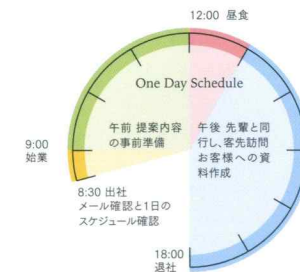 12:00 昼食
One Day Schedule
午前 提案内容
の事前準備
午後 先輩と同
行し、客先訪問
お客様への資
料作成
9:00
始業
8:30 出社
メール確認と1日の
スケジュール確認
18:00
退社